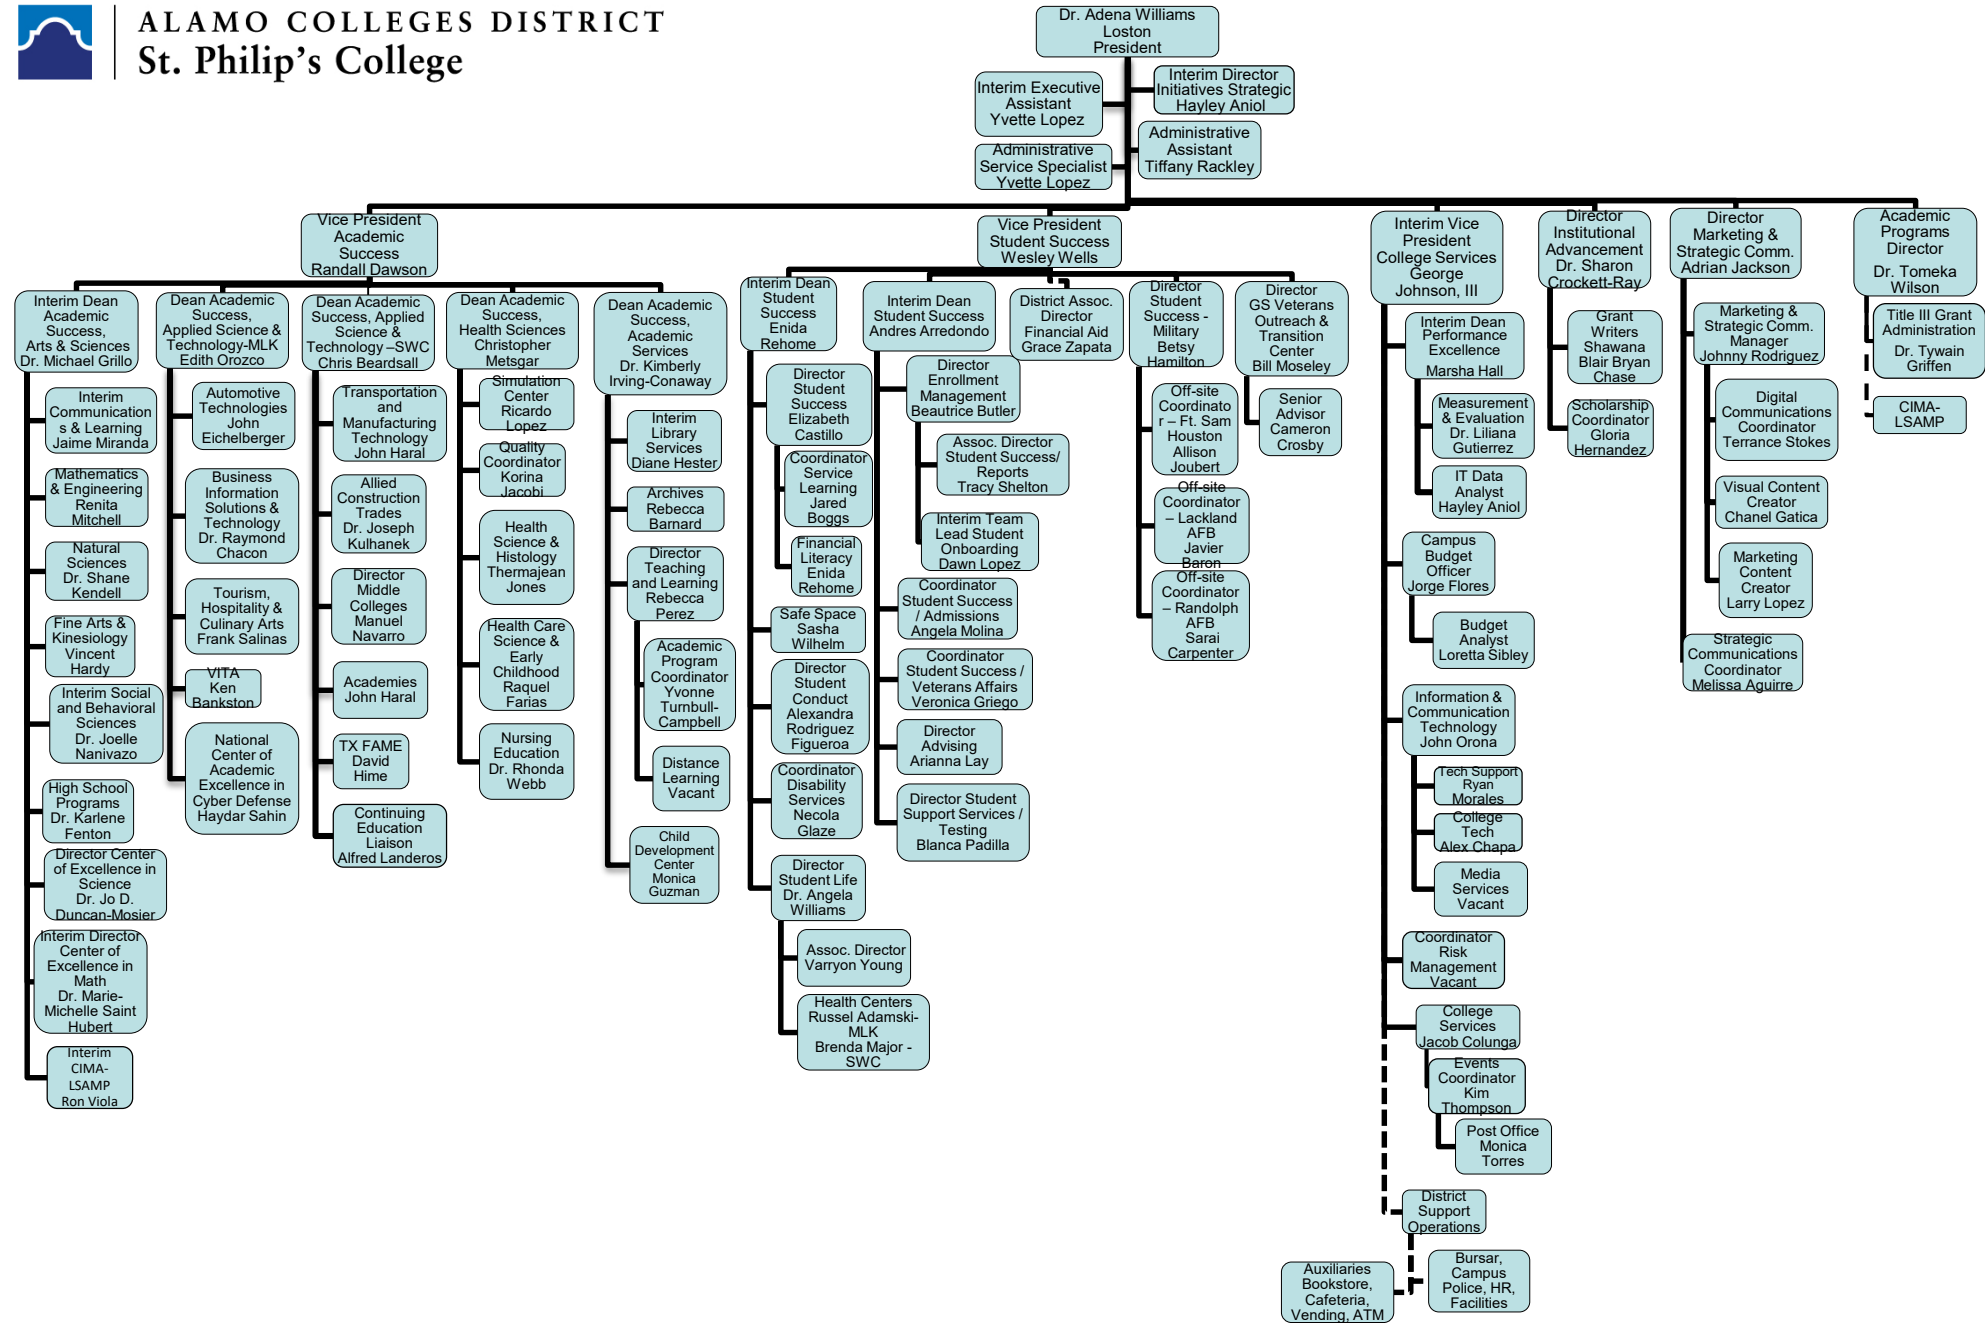 ALAMO COLLEGES DISTRICT
St. Philip's College
Dr. Adena Williams
Loston
President
Interim Executive
Assistant
Yvette Lopez
Interim Director
Initiatives Strategic
Hayley Aniol
Administrative
Service Specialist
Yvette Lopez
Administrative
Assistant
Tiffany Rackley
Vice President
Academic
Success
Randall Dawson
Interim Dean
Academic
Success,
Arts & Sciences
Dr. Michael Grillo
Interim
Communication
s & Learning
Jaime Miranda
Mathematics
& Engineering
Renita
Mitchell
Natural
Sciences
Dr. Shane
Kendell
Fine Arts &
Kinesiology
Vincent
Hardy
Interim Social
and Behavioral
Sciences
Dr. Joelle
Nanivazo
High School
Programs
Dr. Karlene
Fenton
Director Center
of Excellence in
Science
Dr. Jo D.
Duncan-Mosier
Interim Director
Center of
Excellence in
Math
Dr. Marie-
Michelle Saint
Hubert
Interim
CIMA-
LSAMP
Ron Viola
Dean Academic
Success,
Applied Science &
Technology-MLK
Edith Orozco
Automotive
Technologies
John
Eichelberger
Business
Information
Solutions &
Technology
Dr. Raymond
Chacon
Tourism,
Hospitality &
Culinary Arts
Frank Salinas
VITA
Ken
Bankston
National
Center of
Academic
Excellence in
Cyber Defense
Haydar Sahin
Dean Academic
Success, Applied
Science &
Technology –SWC
Chris Beardsall
Transportation
and
Manufacturing
Technology
John Haral
Allied
Construction
Trades
Dr. Joseph
Kulhanek
Director
Middle
Colleges
Manuel
Navarro
Academies
John Haral
TX FAME
David
Hime
Continuing
Education
Liaison
Alfred Landeros
Dean Academic
Success,
Health Sciences
Christopher
Metsgar
Simulation
Center
Ricardo
Lopez
Quality
Coordinator
Korina
Jacobi
Health
Science &
Histology
Thermajean
Jones
Health Care
Science &
Early
Childhood
Raquel
Farias
Nursing
Education
Dr. Rhonda
Webb
Dean Academic
Success,
Academic
Services
Dr. Kimberly
Irving-Conaway
Interim
Library
Services
Diane Hester
Archives
Rebecca
Barnard
Director
Teaching
and Learning
Rebecca
Perez
Academic
Program
Coordinator
Yvonne
Turnbull-
Campbell
Distance
Learning
Vacant
Child
Development
Center
Monica
Guzman
Vice President
Student Success
Wesley Wells
Interim Dean
Student
Success
Enida
Rehome
Director
Student
Success
Elizabeth
Castillo
Coordinator
Service
Learning
Jared
Boggs
Financial
Literacy
Enida
Rehome
Safe Space
Sasha
Wilhelm
Director
Student
Conduct
Alexandra
Rodriguez
Figueroa
Coordinator
Disability
Services
Necola
Glaze
Director
Student Life
Dr. Angela
Williams
Assoc. Director
Varryon Young
Health Centers
Russel Adamski-
MLK
Brenda Major -
SWC
Interim Dean
Student Success
Andres Arredondo
Director
Enrollment
Management
Beautrice Butler
Assoc. Director
Student Success/
Reports
Tracy Shelton
Interim Team
Lead Student
Onboarding
Dawn Lopez
Coordinator
Student Success
/ Admissions
Angela Molina
Coordinator
Student Success /
Veterans Affairs
Veronica Griego
Director
Advising
Arianna Lay
Director Student
Support Services /
Testing
Blanca Padilla
District Assoc.
Director
Financial Aid
Grace Zapata
Director
Student
Success -
Military
Betsy
Hamilton
Off-site
Coordinato
r – Ft. Sam
Houston
Allison
Joubert
Off-site
Coordinator
– Lackland
AFB
Javier
Baron
Off-site
Coordinator
– Randolph
AFB
Sarai
Carpenter
Director
GS Veterans
Outreach &
Transition
Center
Bill Moseley
Senior
Advisor
Cameron
Crosby
Interim Vice
President
College Services
George
Johnson, III
Interim Dean
Performance
Excellence
Marsha Hall
Measurement
& Evaluation
Dr. Liliana
Gutierrez
IT Data
Analyst
Hayley Aniol
Campus
Budget
Officer
Jorge Flores
Budget
Analyst
Loretta Sibley
Information &
Communication
Technology
John Orona
Tech Support
Ryan
Morales
College
Tech
Alex Chapa
Media
Services
Vacant
Coordinator
Risk
Management
Vacant
College
Services
Jacob Colunga
Events
Coordinator
Kim
Thompson
Post Office
Monica
Torres
District
Support
Operations
Auxiliaries
Bookstore,
Cafeteria,
Vending, ATM
Bursar,
Campus
Police, HR,
Facilities
Director
Institutional
Advancement
Dr. Sharon
Crockett-Ray
Grant
Writers
Shawana
Blair Bryan
Chase
Scholarship
Coordinator
Gloria
Hernandez
Director
Marketing &
Strategic Comm.
Adrian Jackson
Marketing &
Strategic Comm.
Manager
Johnny Rodriguez
Digital
Communications
Coordinator
Terrance Stokes
Visual Content
Creator
Chanel Gatica
Marketing
Content
Creator
Larry Lopez
Strategic
Communications
Coordinator
Melissa Aguirre
Academic
Programs
Director
Dr. Tomeka
Wilson
Title III Grant
Administration
Dr. Tywain
Griffen
CIMA-
LSAMP